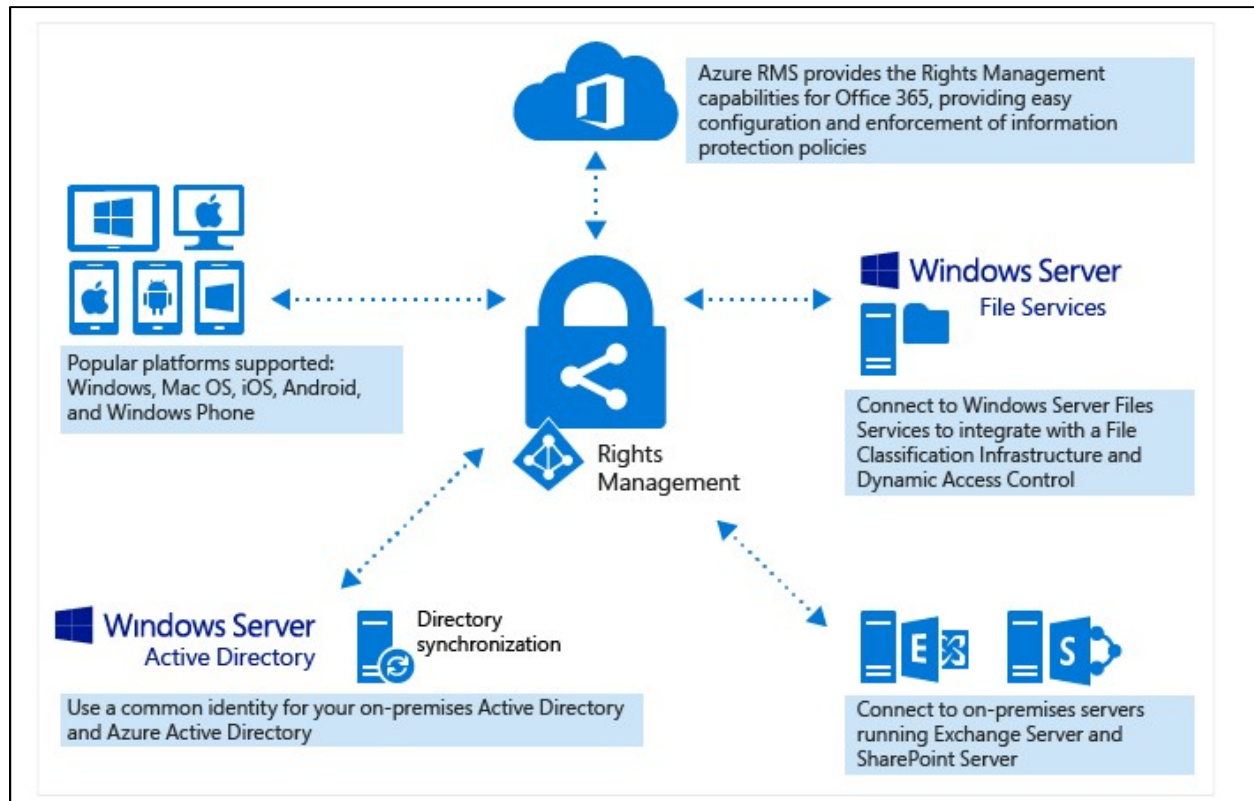 Azure RMS provides the Rights Management
capabilities for Office 365, providing easy
configuration and enforcement of information
protection policies
Popular platforms supported:
Windows, Mac OS, iOS, Android,
and Windows Phone
Windows Server
File Services
Connect to Windows Server Files
Services to integrate with a File
Classification Infrastructure and
Dynamic Access Control
Rights
Management
Windows Server
Active Directory
Directory
synchronization
Use a common identity for your on-premises Active Directory
and Azure Active Directory
E
S
Connect to on-premises servers
running Exchange Server and
SharePoint Server